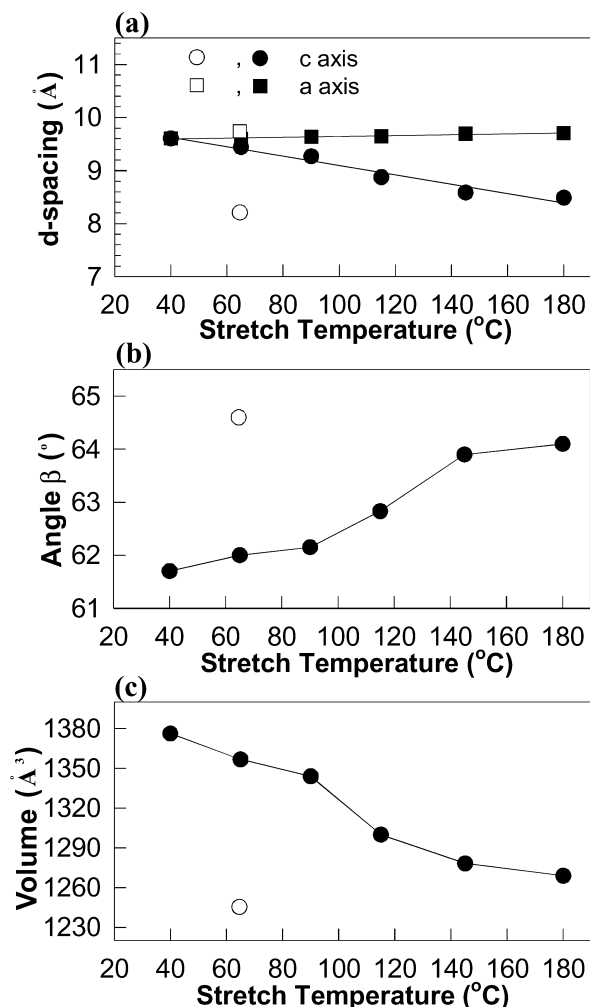 (a)
11
10
9
8
7
d-spacing (Å)
, c axis
, a axis
20 40 60 80 100 120 140 160 180
Stretch Temperature (°C)
(b)
65
64
63
62
61
Angle β (°)
20 40 60 80 100 120 140 160 180
Stretch Temperature (°C)
(c)
1380
1350
1320
1290
1260
1230
Volume (Å³)
20 40 60 80 100 120 140 160 180
Stretch Temperature (°C)